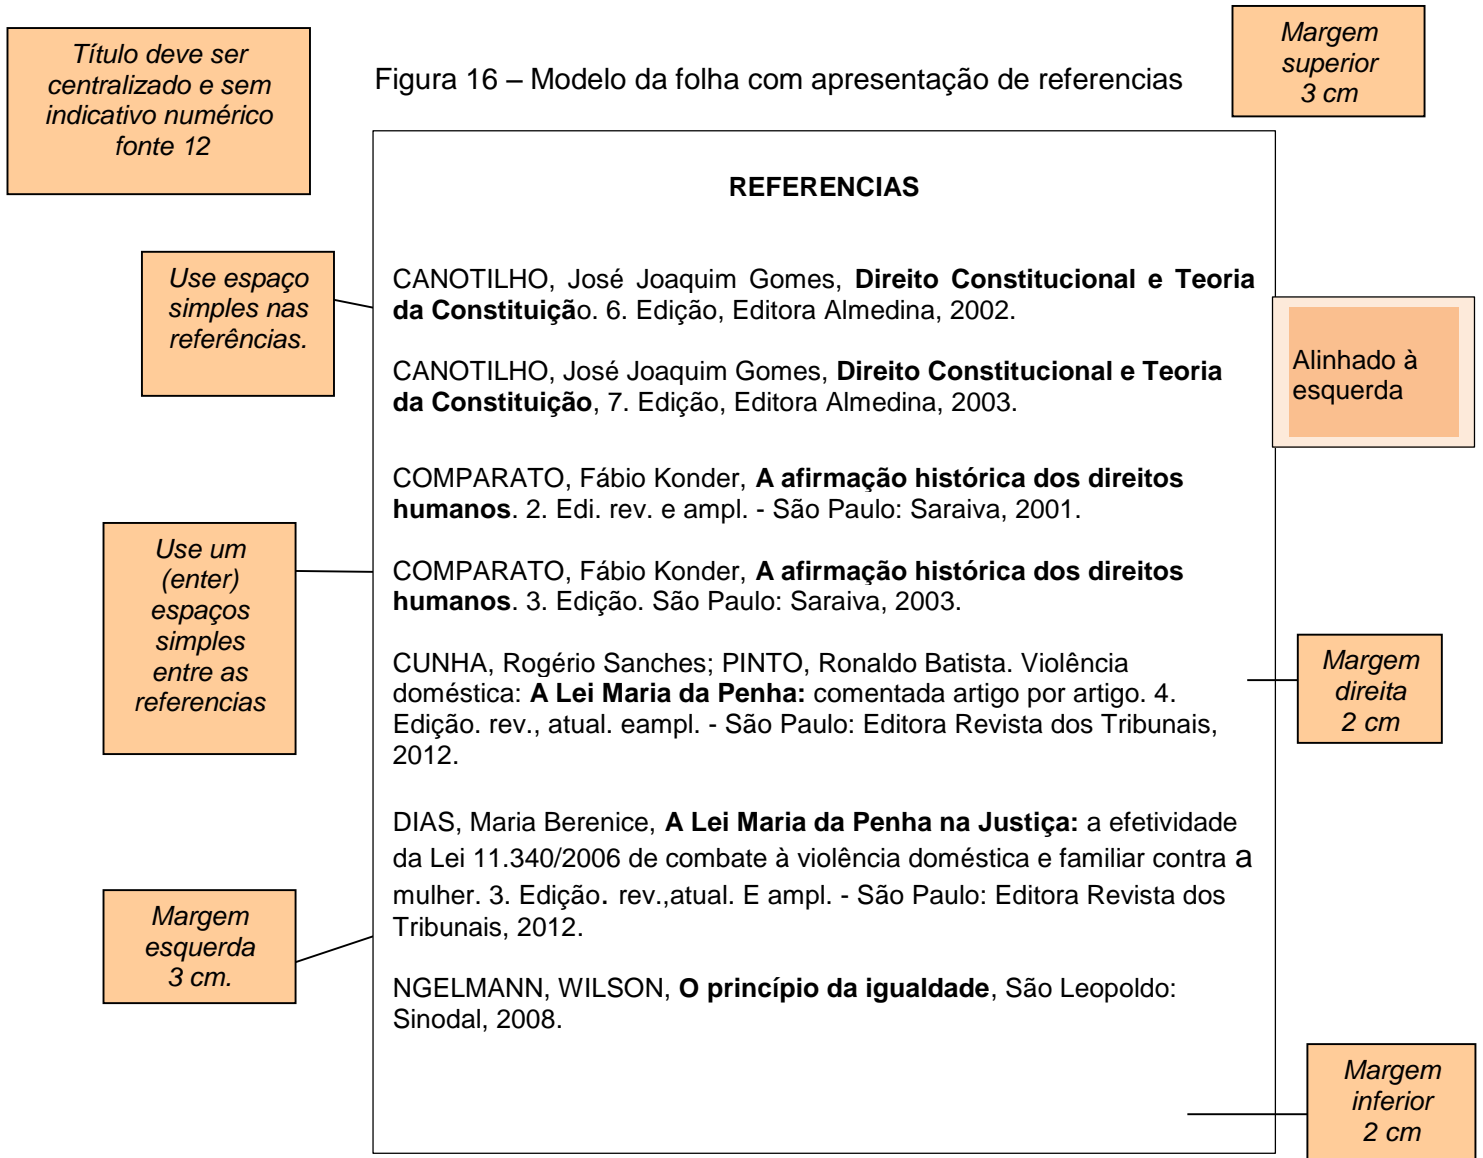 Título deve ser
centralizado e sem
indicativo numérico
fonte 12
Figura 16 – Modelo da folha com apresentação de referencias
Margem
superior
3 cm
REFERENCIAS
Use espaço
simples nas
referências.
CANOTILHO, José Joaquim Gomes, Direito Constitucional e Teoria
da Constituição. 6. Edição, Editora Almedina, 2002.
Alinhado à
esquerda
CANOTILHO, José Joaquim Gomes, Direito Constitucional e Teoria
da Constituição, 7. Edição, Editora Almedina, 2003.
COMPARATO, Fábio Konder, A afirmação histórica dos direitos
humanos. 2. Edi. rev. e ampl. - São Paulo: Saraiva, 2001.
Use um
(enter)
espaços
simples
entre as
referencias
COMPARATO, Fábio Konder, A afirmação histórica dos direitos
humanos. 3. Edição. São Paulo: Saraiva, 2003.
CUNHA, Rogério Sanches; PINTO, Ronaldo Batista. Violência
doméstica: A Lei Maria da Penha: comentada artigo por artigo. 4.
Edição. rev., atual. eampl. - São Paulo: Editora Revista dos Tribunais,
2012.
Margem
direita
2 cm
DIAS, Maria Berenice, A Lei Maria da Penha na Justiça: a efetividade
da Lei 11.340/2006 de combate à violência doméstica e familiar contra a
mulher. 3. Edição. rev.,atual. E ampl. - São Paulo: Editora Revista dos
Tribunais, 2012.
Margem
esquerda
3 cm.
NGELMANN, WILSON, O princípio da igualdade, São Leopoldo:
Sinodal, 2008.
Margem
inferior
2 cm